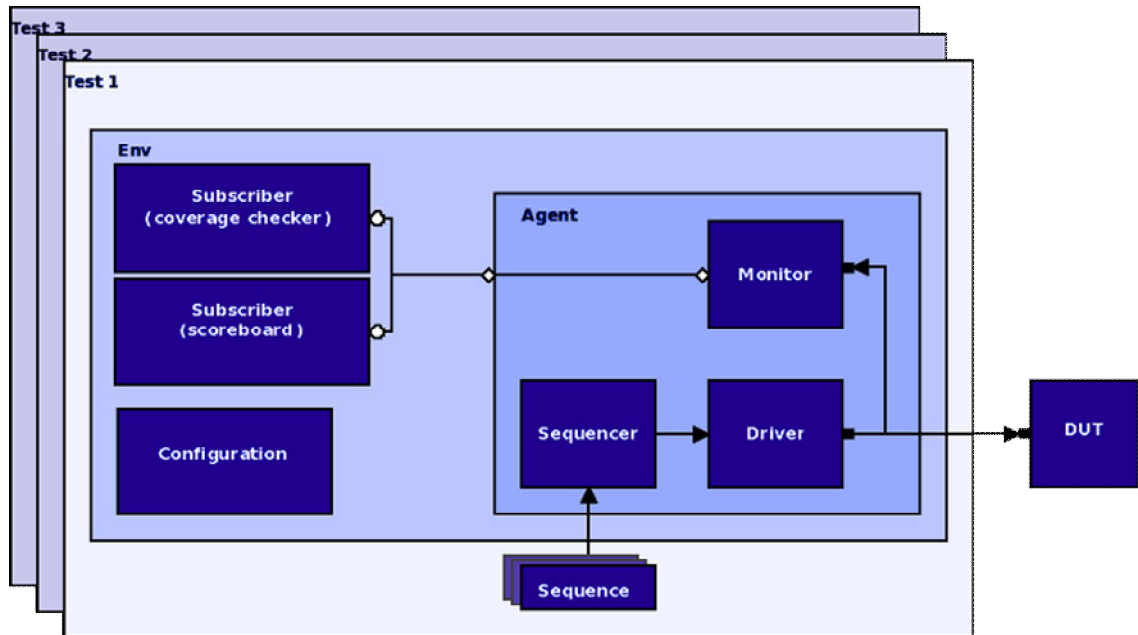 Test 3
Test 2
Test 1
Env
Subscriber
(coverage checker)
Agent
Monitor
Subscriber
(scoreboard)
Sequencer
Driver
DUT
Configuration
Sequence